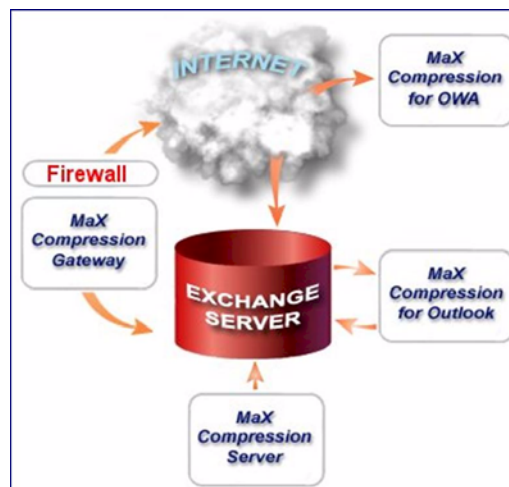 INTERNET
MaX
Compression
for OWA
Firewall
MaX
Compression
Gateway
EXCHANGE
SERVER
MaX
Compression
for Outlook
MaX
Compression
Server